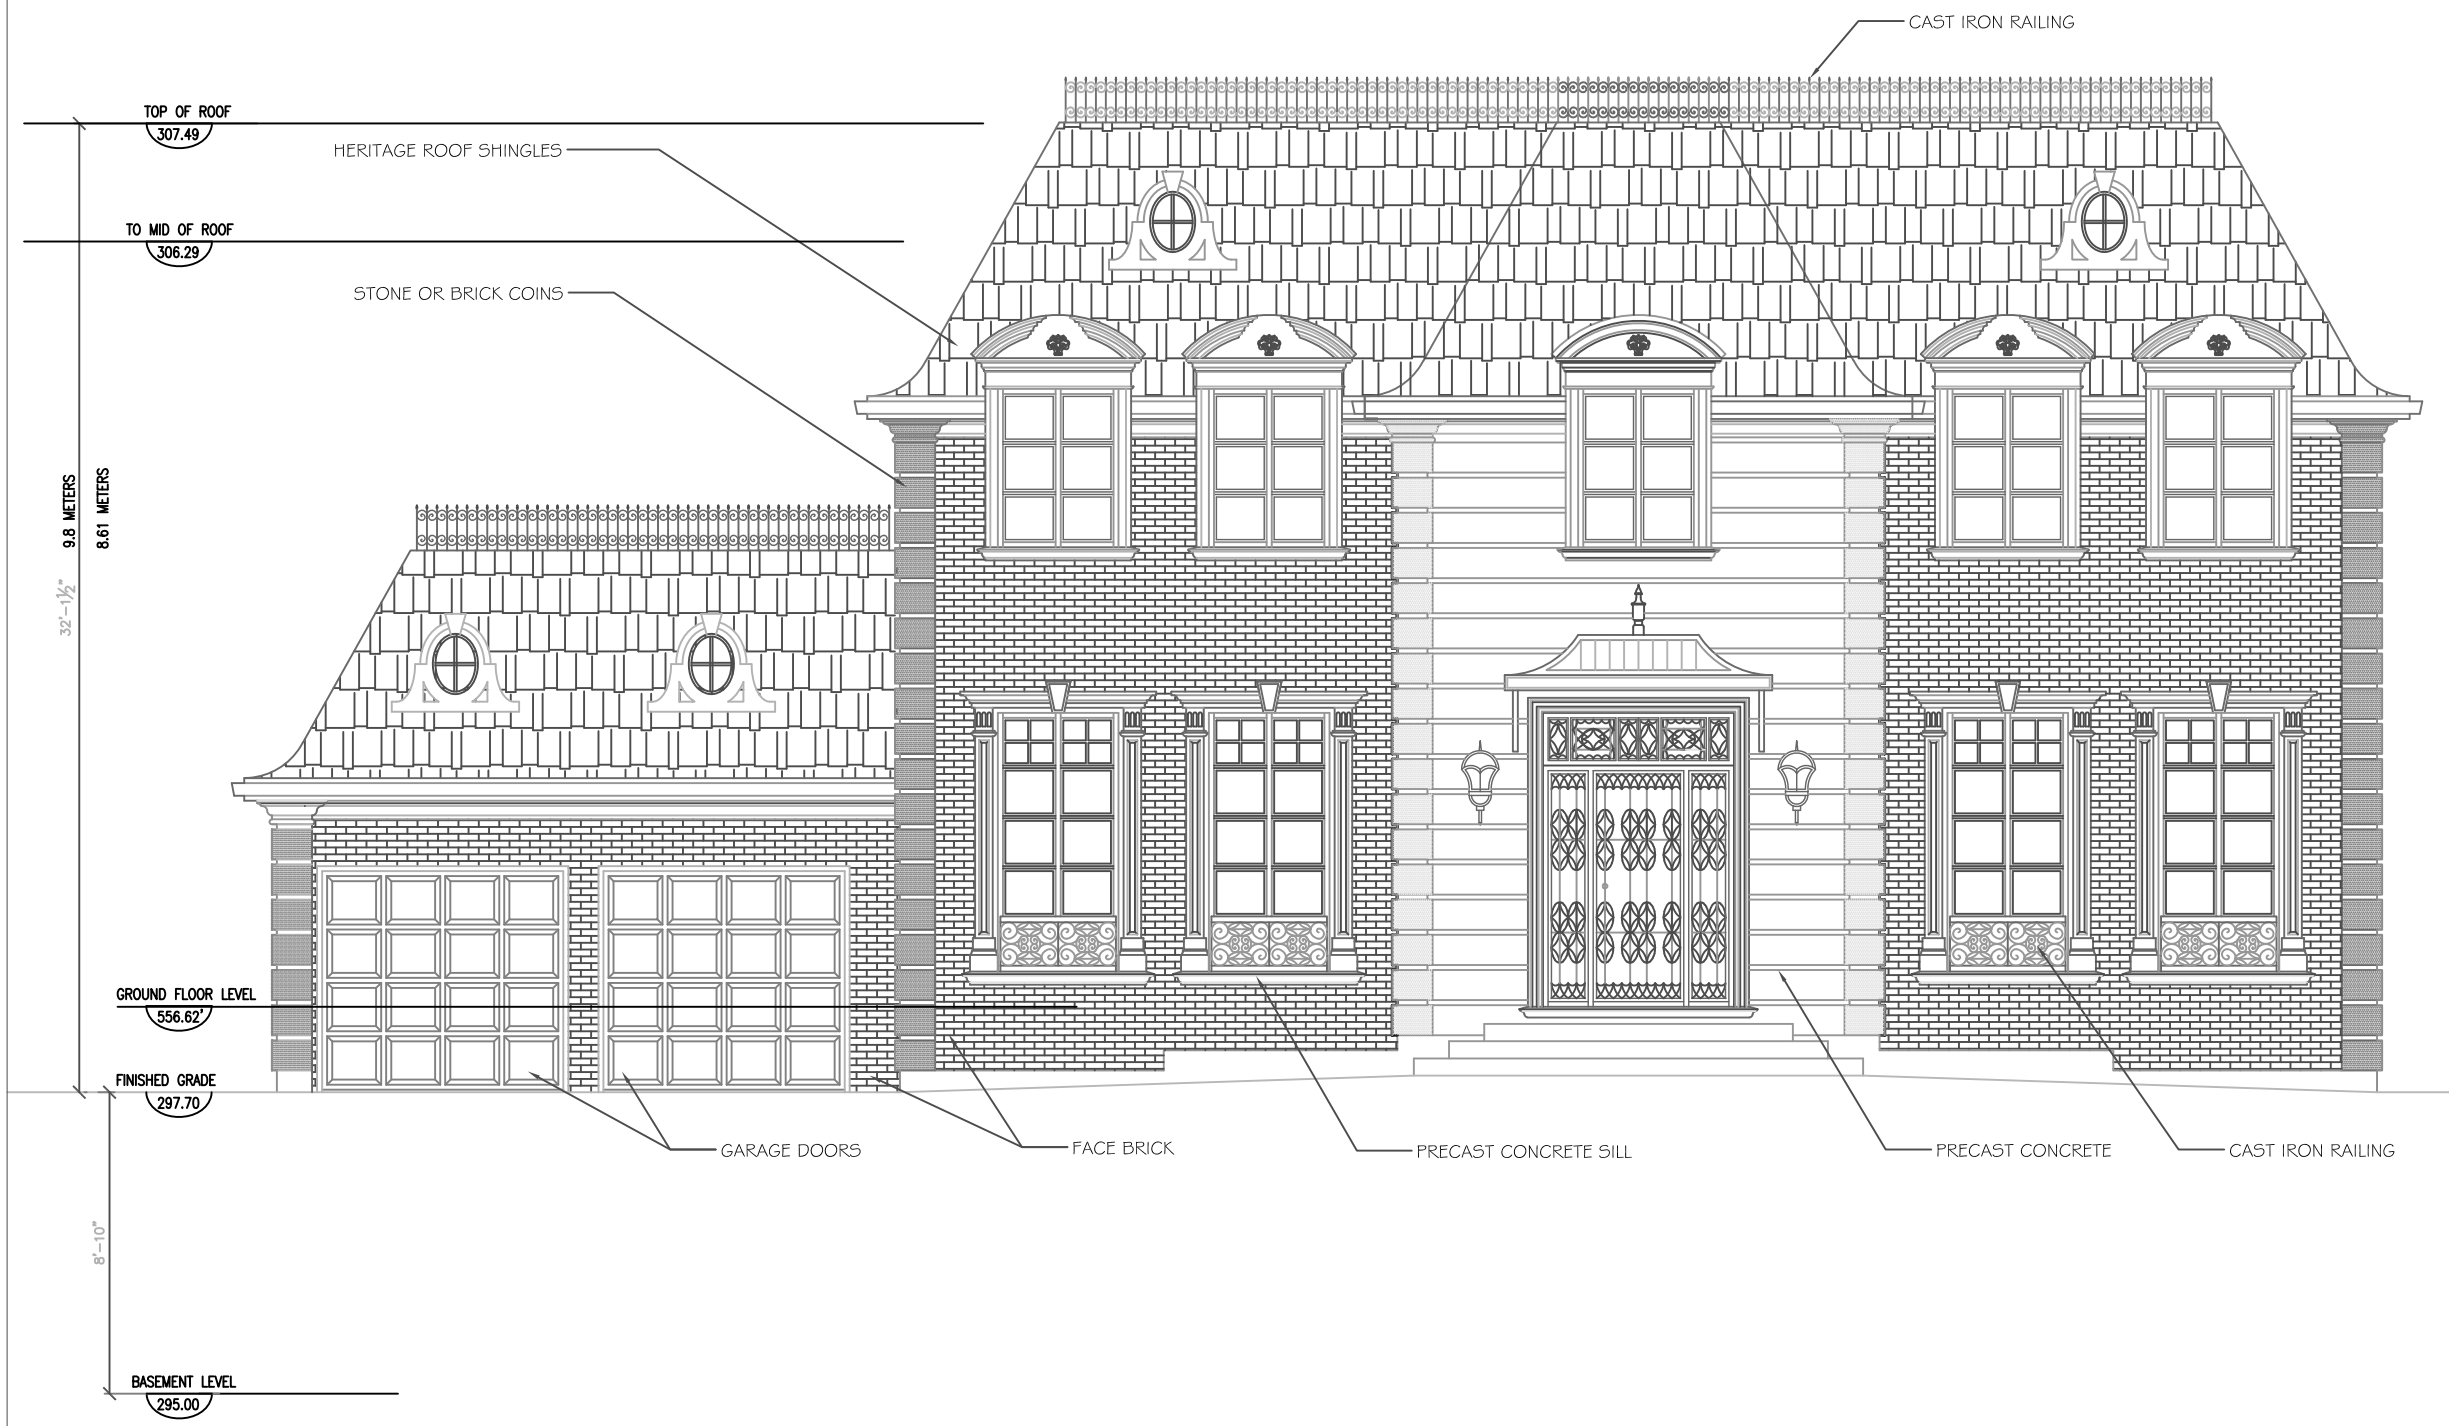 CAST IRON RAILING
TOP OF ROOF
307.49
HERITAGE ROOF SHINGLES
TO MID OF ROOF
306.29
STONE OR BRICK COINS
9.8 METERS
8.61 METERS
32'-1½"
GROUND FLOOR LEVEL
556.62'
FINISHED GRADE
297.70
GARAGE DOORS
FACE BRICK
PRECAST CONCRETE SILL
PRECAST CONCRETE
CAST IRON RAILING
8'-10"
BASEMENT LEVEL
295.00